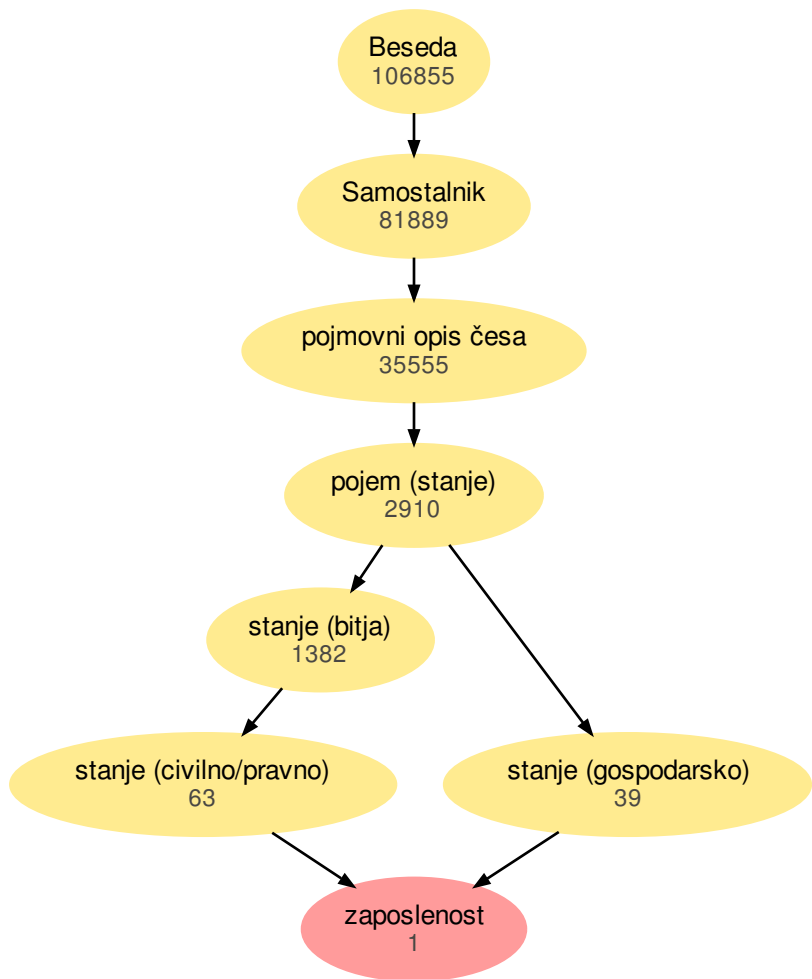 Beseda
106855
Samostalnik
81889
pojmovni opis česa
35555
pojem (stanje)
2910
stanje (bitja)
1382
stanje (civilno/pravno)
63
stanje (gospodarsko)
39
zaposlenost
1